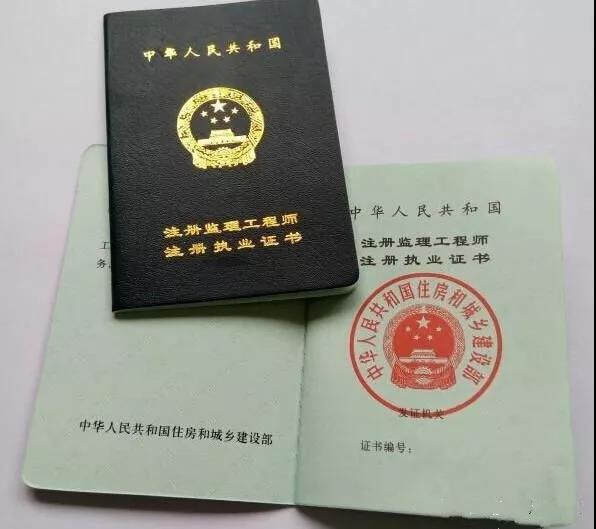 中华人民共和国
注册监理工程师
注册执业证书
工
务,
中华人民共和国住房和城乡建设部
中华人民共和国
注册监理工程师
注册执业证书
中华人民共和国住房和城乡建设部
发证机关
证书编号: